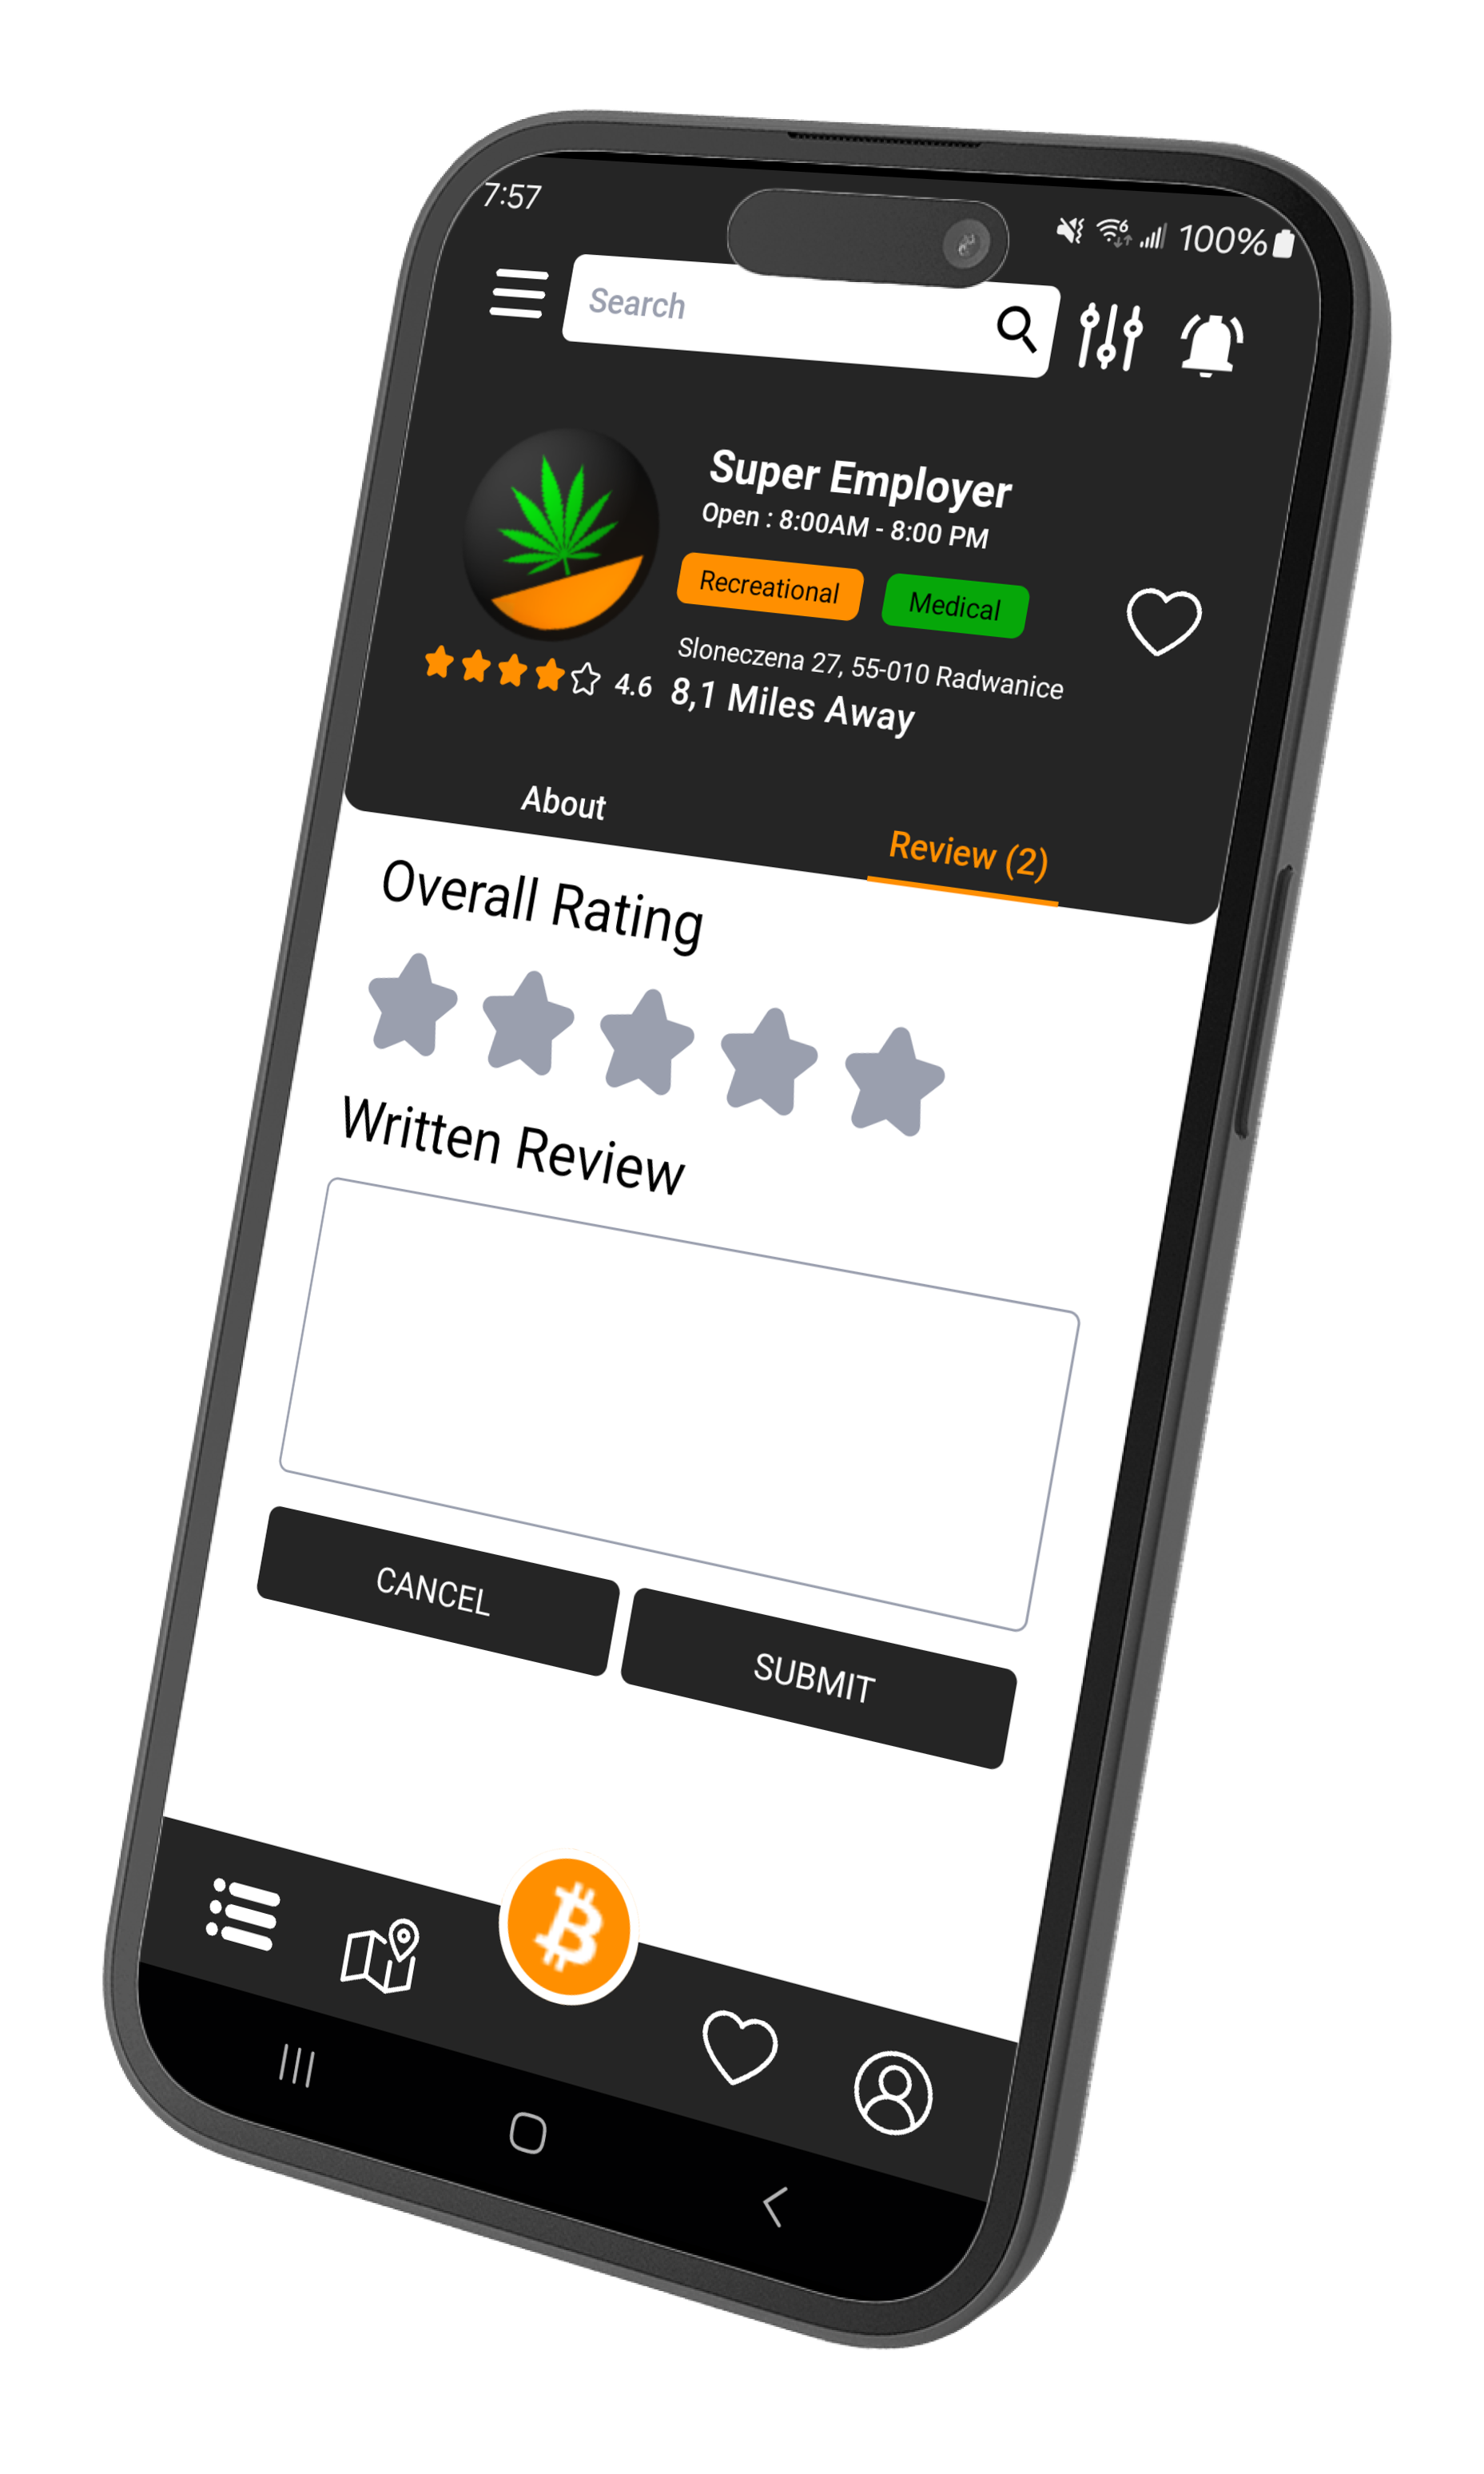 7:57
100%
Search
Super Employer
Open : 8:00AM - 8:00 PM
Recreational
Medical
Sloneczena 27, 55-010 Radwanice
4.6
8,1 Miles Away
About
Review (2)
Overall Rating
Written Review
CANCEL
SUBMIT